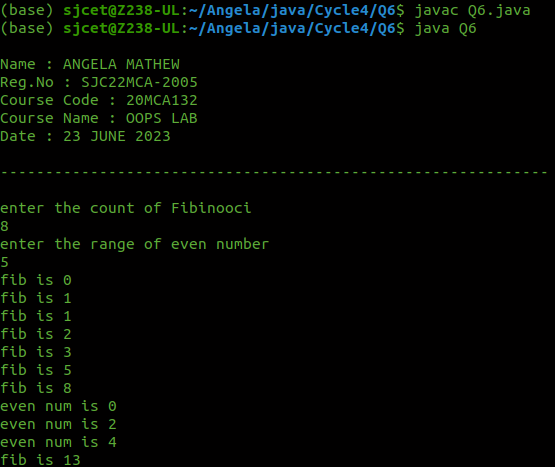 (base) sjcet@Z238-UL:~/Angela/java/Cycle4/Q6$ javac Q6.java
(base) sjcet@Z238-UL:~/Angela/java/Cycle4/Q6$ java Q6
Name : ANGELA MATHEW
Reg.No : SJC22MCA-2005
Course Code : 20MCA132
Course Name : OOPS LAB
Date : 23 JUNE 2023
-------------------------------------------------------------
enter the count of Fibinooci
8
enter the range of even number
5
fib is 0
fib is 1
fib is 1
fib is 2
fib is 3
fib is 5
fib is 8
even num is 0
even num is 2
even num is 4
fib is 13